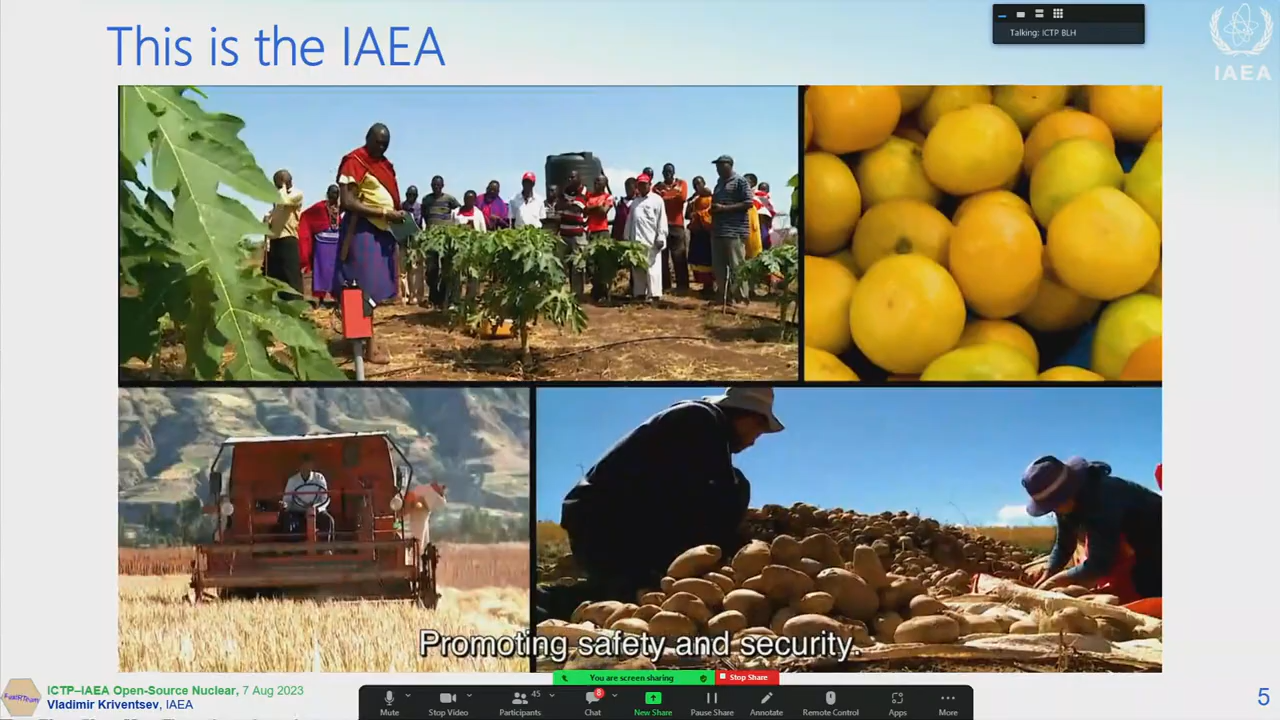 This is the IAEA
Talking: ICTP BLH
IAEA
Promoting safety and security.
ICTP–IAEA Open-Source Nuclear, 7 Aug 2023
Vladimir Kriventsev, IAEA
5
You are screen sharing
Stop Share
45
8
Mute
Stop Video
Participants
Chat
New Share
Pause Share
Annotate
Remote Control
Apps
More